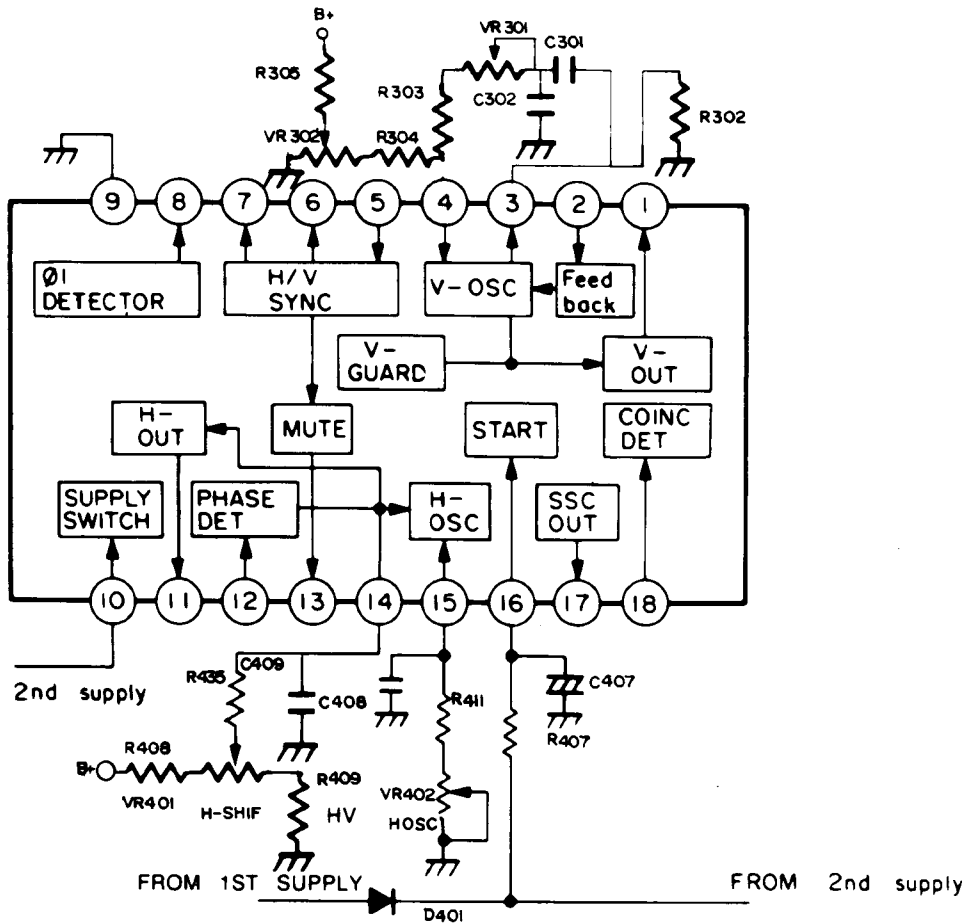 B+
VR301
C301
R305
R303
C302
R302
VR302
R304
9 8 7 6 5 4 3 2 1
Ø1 DETECTOR
H/V SYNC
V-OSC
Feed back
V-GUARD
V-OUT
H-OUT
MUTE
START
COINC DET
SUPPLY SWITCH
PHASE DET
H-OSC
SSC OUT
10 11 12 13 14 15 16 17 18
2nd supply
R435
C409
C408
R411
C407
R407
B+
R408
R409
VR401
H-SHIF
HV
VR402
HOSC
FROM 1ST SUPPLY
FROM 2nd supply
D401